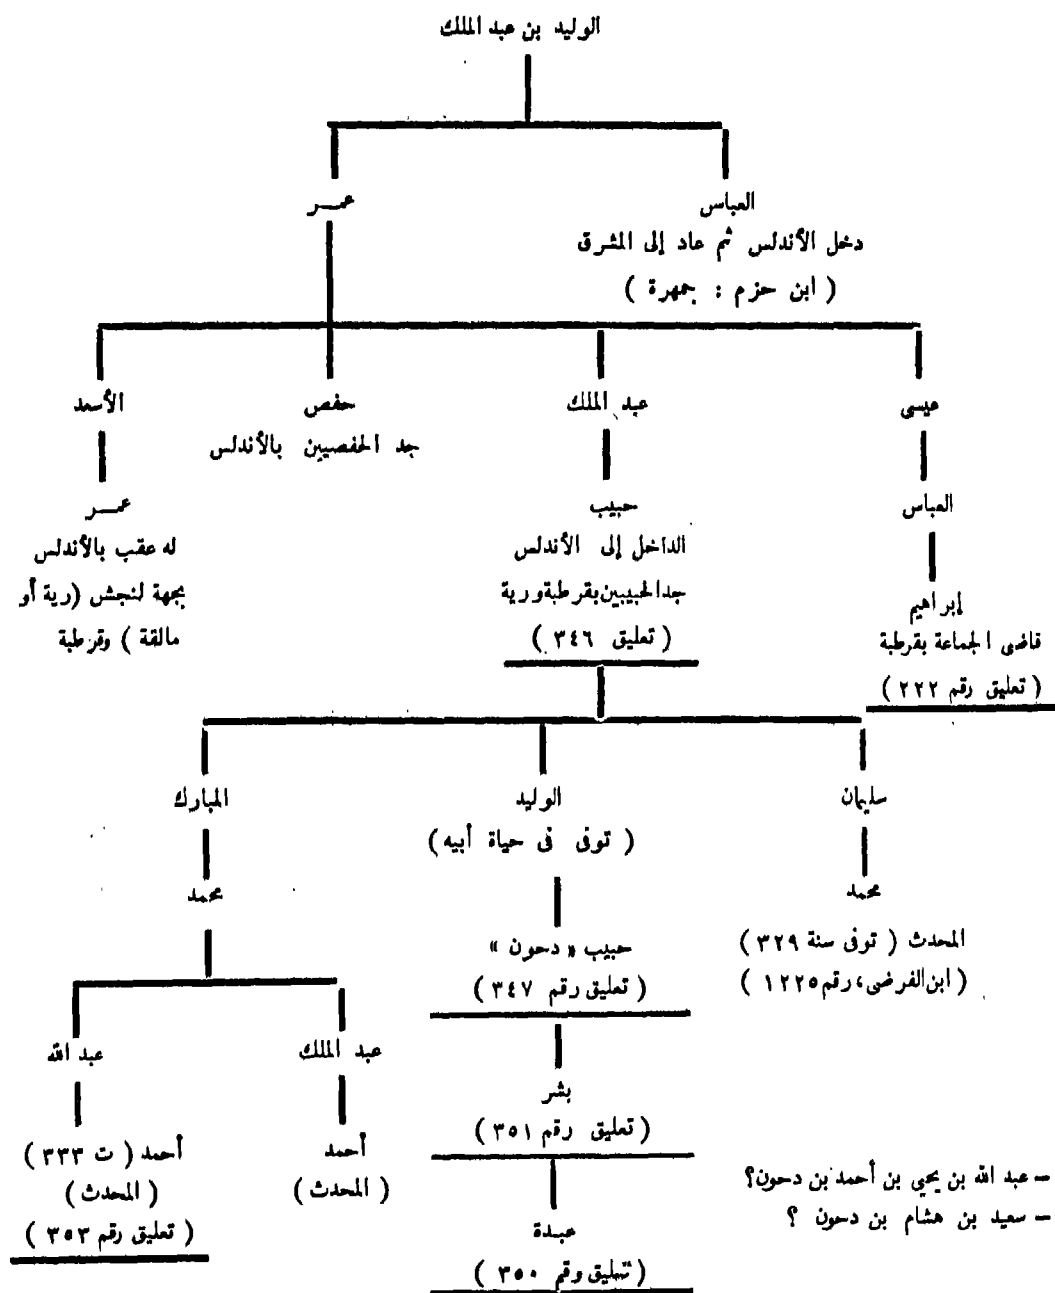 الوليد بن عبد الملك
العباس
دخل الأندلس ثم عاد إلى المشرق
( ابن حزم : جمهرة )
عمـــر
عيسى
عبد الملك
حفص
جد الحفصيين بالأندلس
الأسعد
العباس
إبراهيم
قاضى الجماعة بقرطبة
( تعليق رقم ٢٢٢ )
حبيب
الداخل إلى الأندلس
جد الحبيبين بقرطبة ورية
( تعليق ٣٤٦ )
عمـــر
له عقب بالأندلس
بجهة لنجش (رية أو
مالقة ) وقرطبة
سليمان
محمد
المحدث ( توفى سنة ٣٢٩ )
( ابن الفرضى، رقم ١٢٢٥ )
الوليد
( توفى فى حياة أبيه )
حبيب « دحون »
( تعليق رقم ٣٤٧ )
بشر
( تعليق رقم ٣٥١ )
عبدة
( تعليق رقم ٣٥٠ )
المبارك
محمد
عبد الملك
أحمد
( المحدث )
عبد الله
أحمد ( ت ٣٣٣ )
( المحدث )
( تعليق رقم ٣٥٣ )
– عبد الله بن يحيى بن أحمد بن دحون؟
– سعيد بن هشام بن دحون ؟